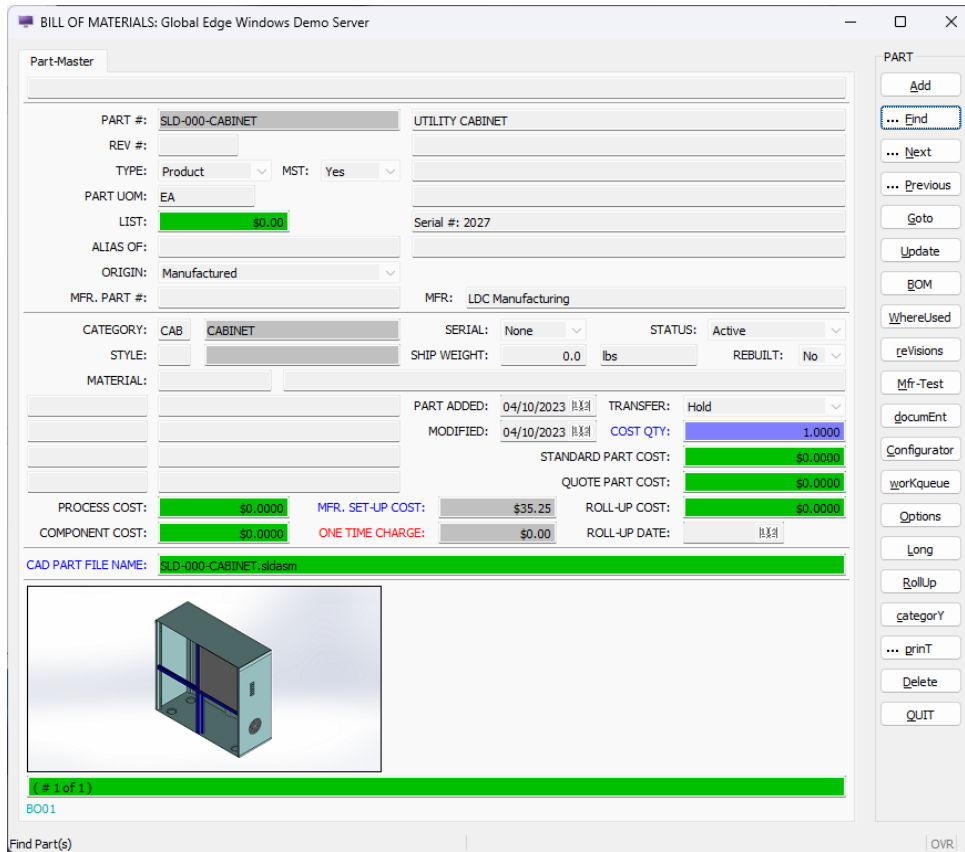 BILL OF MATERIALS: Global Edge Windows Demo Server
Part-Master
PART #: SLD-000-CABINET UTILITY CABINET
REV #:
TYPE: Product MST: Yes
PART UOM: EA
LIST: $0.00 Serial #: 2027
ALIAS OF:
ORIGIN: Manufactured
MFR. PART #: MFR: LDC Manufacturing
CATEGORY: CAB CABINET SERIAL: None STATUS: Active
STYLE: SHIP WEIGHT: 0.0 lbs REBUILT: No
MATERIAL:
PART ADDED: 04/10/2023 TRANSFER: Hold
MODIFIED: 04/10/2023 COST QTY: 1.0000
STANDARD PART COST: $0.0000
QUOTE PART COST: $0.0000
PROCESS COST: $0.0000 MFR. SET-UP COST: $35.25 ROLL-UP COST: $0.0000
COMPONENT COST: $0.0000 ONE TIME CHARGE: $0.00 ROLL-UP DATE:
CAD PART FILE NAME: SLD-000-CABINET.sldasm
( # 1 of 1 )
BO01
Find Part(s)
OVR
PART
Add
... Find
... Next
... Previous
Goto
Update
BOM
WhereUsed
reVisions
Mfr-Test
documEnt
Configurator
worKqueue
Options
Long
RollUp
categorY
... prinT
Delete
QUIT